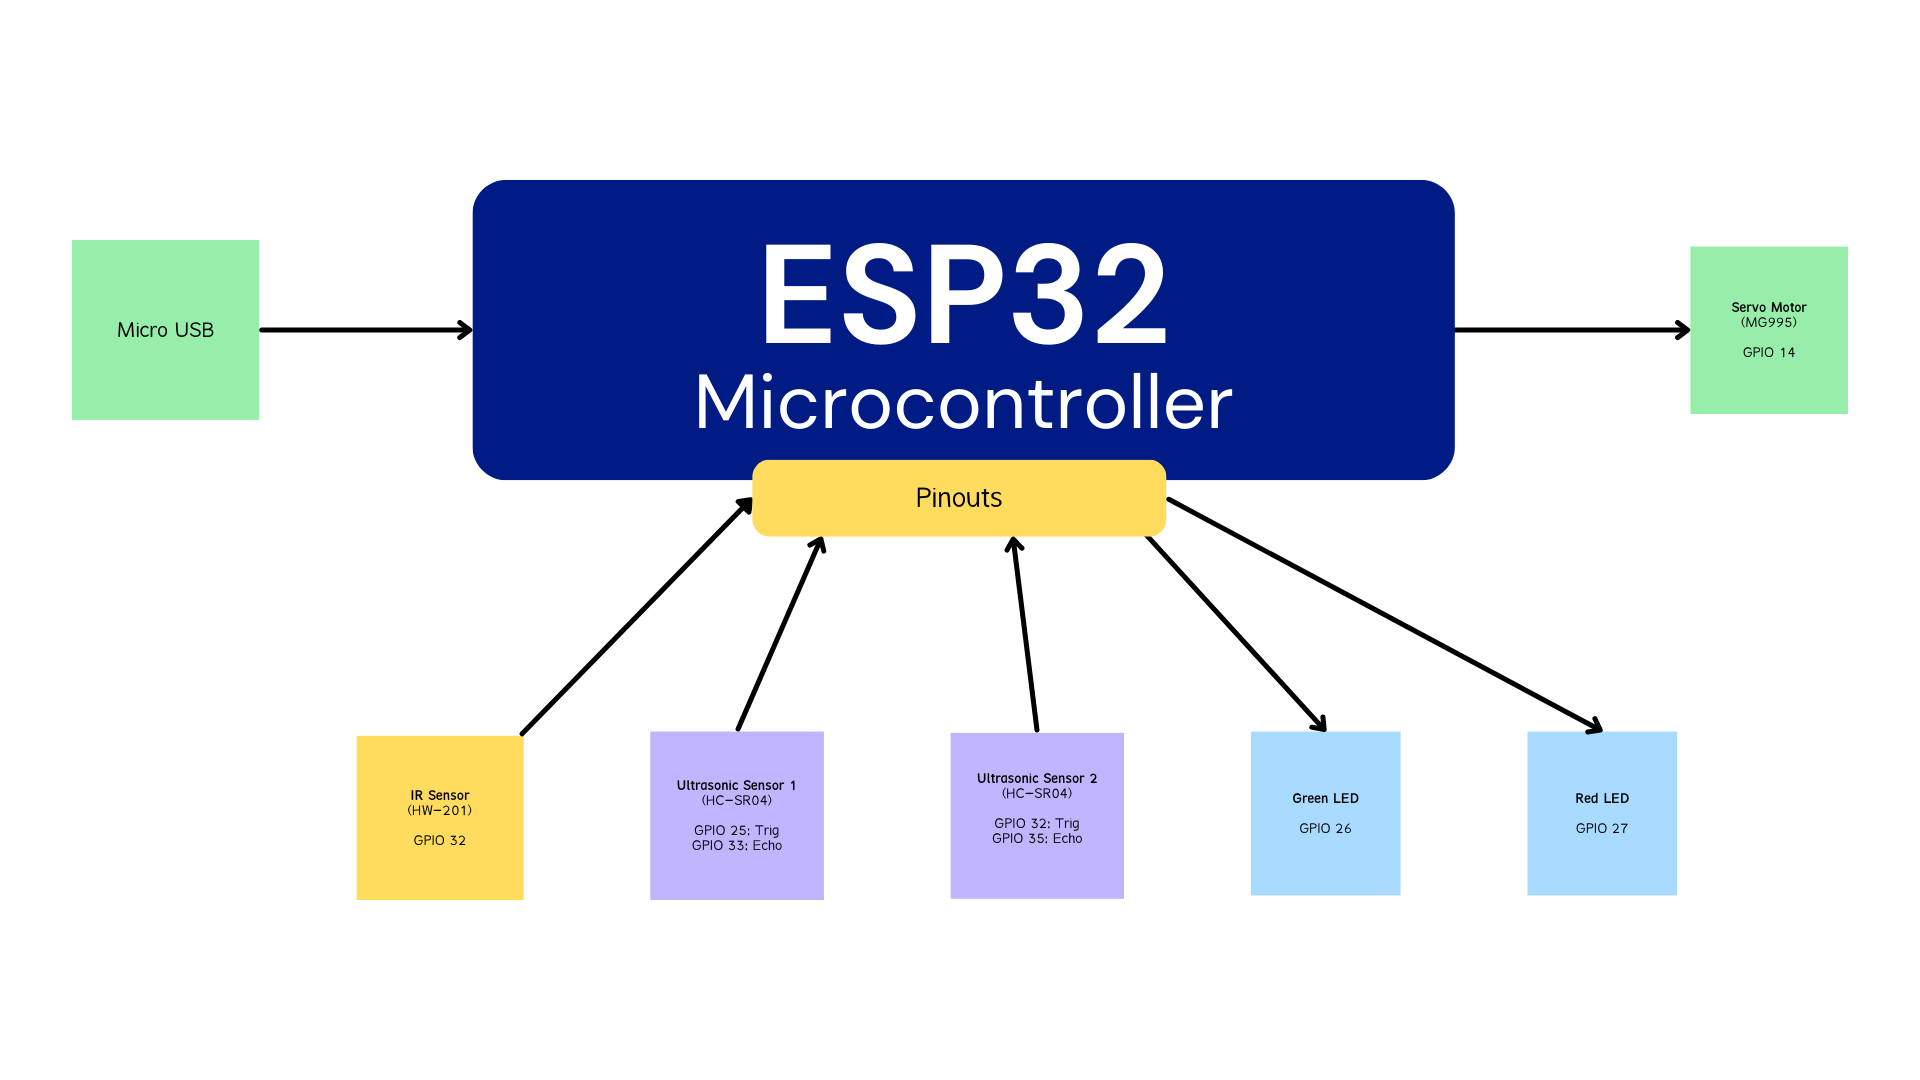 ESP32
Microcontroller
Micro USB
Servo Motor
(MG995)
GPIO 14
Pinouts
IR Sensor
(HW-201)
GPIO 32
Ultrasonic Sensor 1
(HC-SR04)
GPIO 25: Trig
GPIO 33: Echo
Ultrasonic Sensor 2
(HC-SR04)
GPIO 32: Trig
GPIO 35: Echo
Green LED
GPIO 26
Red LED
GPIO 27